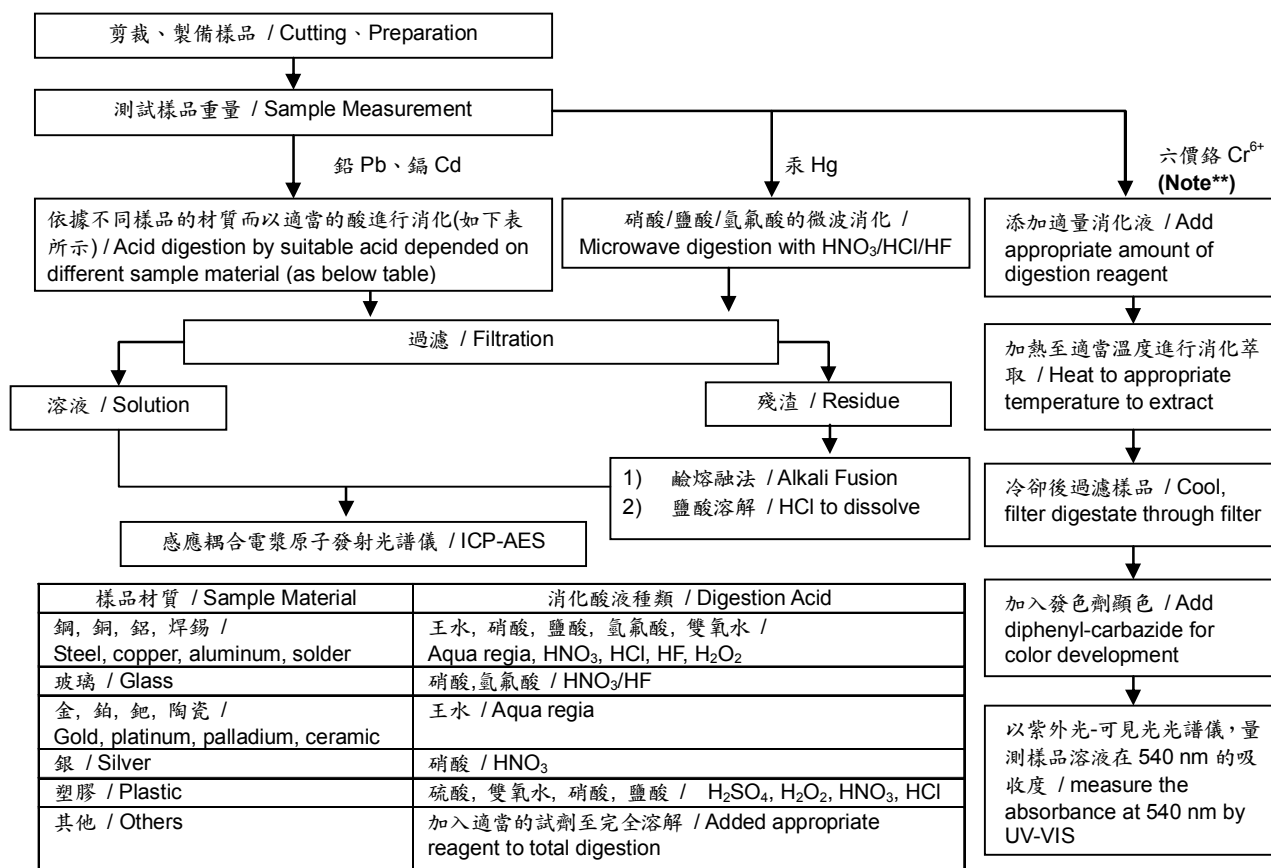 剪裁、製備樣品 / Cutting、Preparation
測試樣品重量 / Sample Measurement
鉛 Pb、鎘 Cd
汞 Hg
六價鉻 Cr6+
(Note**)
依據不同樣品的材質而以適當的酸進行消化(如下表
所示) / Acid digestion by suitable acid depended on
different sample material (as below table)
硝酸/鹽酸/氫氟酸的微波消化 /
Microwave digestion with HNO3/HCl/HF
添加適量消化液 / Add
appropriate amount of
digestion reagent
過濾 / Filtration
加熱至適當溫度進行消化萃
取 / Heat to appropriate
temperature to extract
溶液 / Solution
殘渣 / Residue
1) 鹼熔融法 / Alkali Fusion
2) 鹽酸溶解 / HCl to dissolve
冷卻後過濾樣品 / Cool,
filter digestate through filter
感應耦合電漿原子發射光譜儀 / ICP-AES
加入發色劑顯色 / Add
diphenyl-carbazide for
color development
以紫外光-可見光光譜儀，量
測樣品溶液在 540 nm 的吸
收度 / measure the
absorbance at 540 nm by
UV-VIS
樣品材質 / Sample Material 消化酸液種類 / Digestion Acid
鋼, 銅, 鋁, 焊錫 / 王水, 硝酸, 鹽酸, 氫氟酸, 雙氧水 /
Steel, copper, aluminum, solder Aqua regia, HNO3, HCl, HF, H2O2
玻璃 / Glass 硝酸,氫氟酸 / HNO3/HF
金, 鉑, 鈀, 陶瓷 / 王水 / Aqua regia
Gold, platinum, palladium, ceramic
銀 / Silver 硝酸 / HNO3
塑膠 / Plastic 硫酸, 雙氧水, 硝酸, 鹽酸 / H2SO4, H2O2, HNO3, HCl
其他 / Others 加入適當的試劑至完全溶解 / Added appropriate
reagent to total digestion